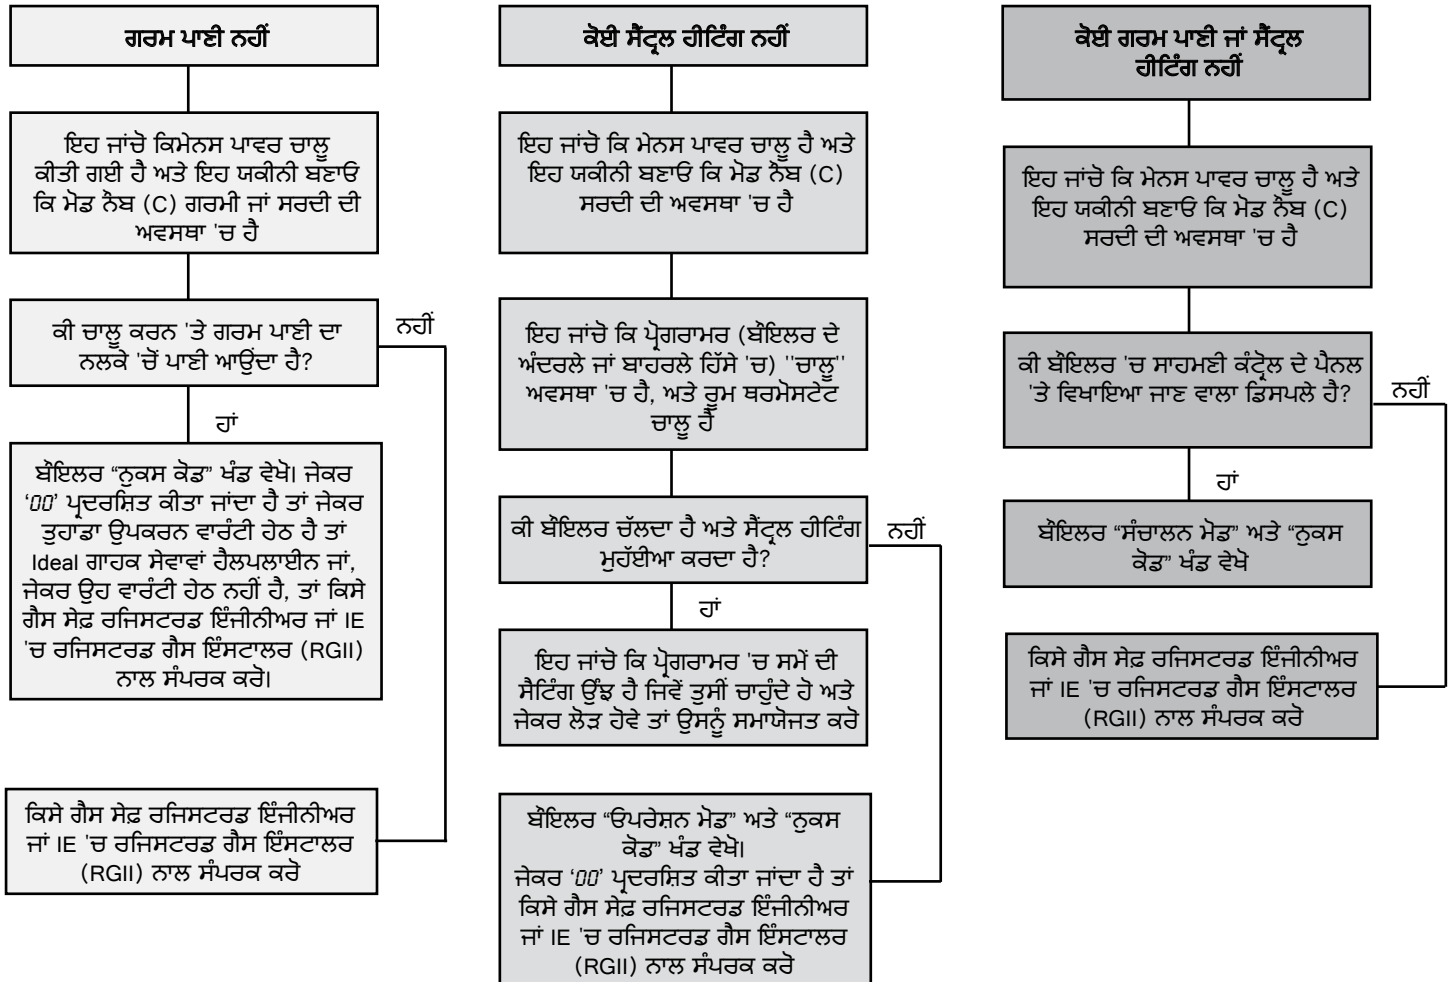 ਗਰਮ ਪਾਣੀ ਨਹੀਂ
ਇਹ ਜਾਂਚੋ ਕਿਮੇਨਸ ਪਾਵਰ ਚਾਲੂ
ਕੀਤੀ ਗਈ ਹੈ ਅਤੇ ਇਹ ਯਕੀਨੀ ਬਣਾਓ
ਕਿ ਮੋਡ ਨੌਬ (C) ਗਰਮੀ ਜਾਂ ਸਰਦੀ ਦੀ
ਅਵਸਥਾ 'ਚ ਹੈ
ਕੀ ਚਾਲੂ ਕਰਨ 'ਤੇ ਗਰਮ ਪਾਣੀ ਦਾ
ਨਲਕੇ 'ਚੋਂ ਪਾਣੀ ਆਉਂਦਾ ਹੈ?
ਨਹੀਂ
ਹਾਂ
ਬੌਇਲਰ “ਨੁਕਸ ਕੋਡ” ਖੰਡ ਵੇਖੋ। ਜੇਕਰ
‘00’ ਪ੍ਰਦਰਸ਼ਿਤ ਕੀਤਾ ਜਾਂਦਾ ਹੈ ਤਾਂ ਜੇਕਰ
ਤੁਹਾਡਾ ਉਪਕਰਨ ਵਾਰੰਟੀ ਹੇਠ ਹੈ ਤਾਂ
Ideal ਗਾਹਕ ਸੇਵਾਵਾਂ ਹੈਲਪਲਾਈਨ ਜਾਂ,
ਜੇਕਰ ਉਹ ਵਾਰੰਟੀ ਹੇਠ ਨਹੀਂ ਹੈ, ਤਾਂ ਕਿਸੇ
ਗੈਸ ਸੇਫ਼ ਰਜਿਸਟਰਡ ਇੰਜੀਨੀਅਰ ਜਾਂ IE
'ਚ ਰਜਿਸਟਰਡ ਗੈਸ ਇੰਸਟਾਲਰ (RGII)
ਨਾਲ ਸੰਪਰਕ ਕਰੋ।
ਕਿਸੇ ਗੈਸ ਸੇਫ਼ ਰਜਿਸਟਰਡ ਇੰਜੀਨੀਅਰ
ਜਾਂ IE 'ਚ ਰਜਿਸਟਰਡ ਗੈਸ ਇੰਸਟਾਲਰ
(RGII) ਨਾਲ ਸੰਪਰਕ ਕਰੋ
ਕੋਈ ਸੈਂਟ੍ਰਲ ਹੀਟਿੰਗ ਨਹੀਂ
ਇਹ ਜਾਂਚੋ ਕਿ ਮੇਨਸ ਪਾਵਰ ਚਾਲੂ ਹੈ ਅਤੇ
ਇਹ ਯਕੀਨੀ ਬਣਾਓ ਕਿ ਮੋਡ ਨੌਬ (C)
ਸਰਦੀ ਦੀ ਅਵਸਥਾ 'ਚ ਹੈ
ਇਹ ਜਾਂਚੋ ਕਿ ਪ੍ਰੋਗਰਾਮਰ (ਬੌਇਲਰ ਦੇ
ਅੰਦਰਲੇ ਜਾਂ ਬਾਹਰਲੇ ਹਿੱਸੇ 'ਚ) ''ਚਾਲੂ''
ਅਵਸਥਾ 'ਚ ਹੈ, ਅਤੇ ਰੂਮ ਥਰਮੋਸਟੇਟ
ਚਾਲੂ ਹੈ
ਕੀ ਬੌਇਲਰ ਚੱਲਦਾ ਹੈ ਅਤੇ ਸੈਂਟ੍ਰਲ ਹੀਟਿੰਗ
ਮੁਹੱਈਆ ਕਰਦਾ ਹੈ?
ਨਹੀਂ
ਹਾਂ
ਇਹ ਜਾਂਚੋ ਕਿ ਪ੍ਰੋਗਰਾਮਰ 'ਚ ਸਮੇਂ ਦੀ
ਸੈਟਿੰਗ ਉਂਝ ਹੈ ਜਿਵੇਂ ਤੁਸੀਂ ਚਾਹੁੰਦੇ ਹੋ ਅਤੇ
ਜੇਕਰ ਲੋੜ ਹੋਵੇ ਤਾਂ ਉਸਨੂੰ ਸਮਾਯੋਜਤ ਕਰੋ
ਬੌਇਲਰ “ਓਪਰੇਸ਼ਨ ਮੋਡ” ਅਤੇ “ਨੁਕਸ
ਕੋਡ” ਖੰਡ ਵੇਖੋ।
ਜੇਕਰ ‘00’ ਪ੍ਰਦਰਸ਼ਿਤ ਕੀਤਾ ਜਾਂਦਾ ਹੈ ਤਾਂ
ਕਿਸੇ ਗੈਸ ਸੇਫ਼ ਰਜਿਸਟਰਡ ਇੰਜੀਨੀਅਰ
ਜਾਂ IE 'ਚ ਰਜਿਸਟਰਡ ਗੈਸ ਇੰਸਟਾਲਰ
(RGII) ਨਾਲ ਸੰਪਰਕ ਕਰੋ
ਕੋਈ ਗਰਮ ਪਾਣੀ ਜਾਂ ਸੈਂਟ੍ਰਲ
ਹੀਟਿੰਗ ਨਹੀਂ
ਇਹ ਜਾਂਚੋ ਕਿ ਮੇਨਸ ਪਾਵਰ ਚਾਲੂ ਹੈ ਅਤੇ
ਇਹ ਯਕੀਨੀ ਬਣਾਓ ਕਿ ਮੋਡ ਨੌਬ (C)
ਸਰਦੀ ਦੀ ਅਵਸਥਾ 'ਚ ਹੈ
ਕੀ ਬੌਇਲਰ 'ਚ ਸਾਹਮਣੀ ਕੰਟ੍ਰੋਲ ਦੇ ਪੈਨਲ
'ਤੇ ਵਿਖਾਇਆ ਜਾਣ ਵਾਲਾ ਡਿਸਪਲੇ ਹੈ?
ਨਹੀਂ
ਹਾਂ
ਬੌਇਲਰ “ਸੰਚਾਲਨ ਮੋਡ” ਅਤੇ “ਨੁਕਸ
ਕੋਡ” ਖੰਡ ਵੇਖੋ
ਕਿਸੇ ਗੈਸ ਸੇਫ਼ ਰਜਿਸਟਰਡ ਇੰਜੀਨੀਅਰ
ਜਾਂ IE 'ਚ ਰਜਿਸਟਰਡ ਗੈਸ ਇੰਸਟਾਲਰ
(RGII) ਨਾਲ ਸੰਪਰਕ ਕਰੋ